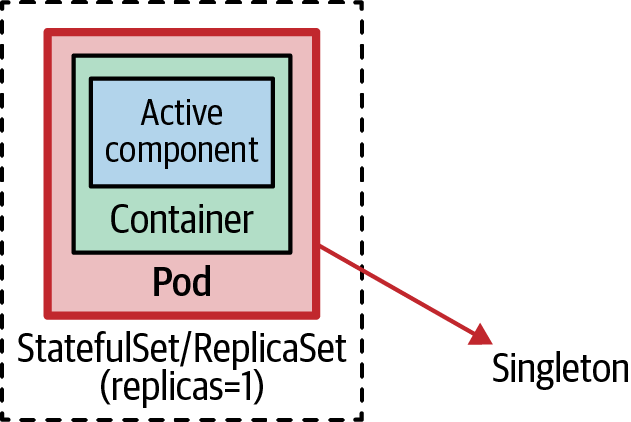 Active
component
Container
Pod
StatefulSet/ReplicaSet
(replicas=1)
Singleton